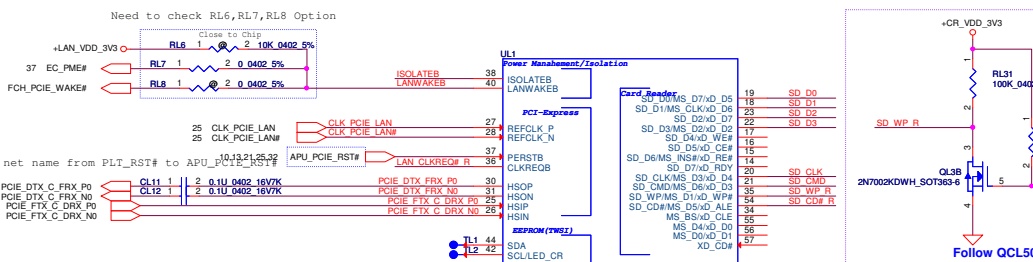 Need to check RL6,RL7,RL8 Option
Close to Chip
+LAN_VDD_3V3 RL6 1 @ 2 10K_0402_5%
37 EC_PME# RL7 1 2 0_0402_5%
FCH_PCIE_WAKE# RL8 1 @ 2 0_0402_5%
UL1
Power Manahement/Isolation
ISOLATEB 38 ISOLATEB
LANWAKEB 40 LANWAKEB
PCI-Express
25 CLK_PCIE_LAN CLK_PCIE_LAN 27 REFCLK_P
25 CLK_PCIE_LAN# CLK_PCIE_LAN# 28 REFCLK_N
10,13,21,25,32 APU_PCIE_RST# 37 PERSTB
LAN_CLKREQ#_R 36 CLKREQB
net name from PLT_RST# to APU_PCIE_RST#
PCIE_DTX_C_FRX_P0 CL11 1 2 0.1U_0402_16V7K PCIE_DTX_FRX_P0 30 HSOP
PCIE_DTX_C_FRX_N0 CL12 1 2 0.1U_0402_16V7K PCIE_DTX_FRX_N0 31 HSON
PCIE_FTX_C_DRX_P0 PCIE_FTX_C_DRX_P0 25 HSIP
PCIE_FTX_C_DRX_N0 PCIE_FTX_C_DRX_N0 26 HSIN
EEPROM(TWSI)
TL1 44 SDA
TL2 42 SCL/LED_CR
Card Reader
SD_D0/MS_D7/xD_D5 19 SD_D0
SD_D1/MS_CLK/xD_D6 18 SD_D1
SD_D2/xD_D7 23 SD_D2
SD_D3/MS_D2/xD_D2 22 SD_D3
SD_D4/xD_WE# 17
SD_D5/xD_CE# 16
SD_D6/MS_INS#/xD_RE# 15
SD_D7/xD_RDY 14
SD_CLK/MS_D3/xD_D4 20 SD_CLK
SD_CMD/MS_D6/xD_D3 21 SD_CMD
SD_WP/MS_D1/xD_WP# 35 SD_WP_R
SD_CD#/MS_D5/xD_ALE 54 SD_CD#_R
MS_BS/xD_CLE 34
MS_D4/xD_D0 55
MS_D0/xD_D1 56
XD_CD# 57
+CR_VDD_3V3
1
RL31
100K_040
2
SD_WP_R
2
3
QL3B
2N7002KDWH_SOT363-6
5
4
Follow QCL50